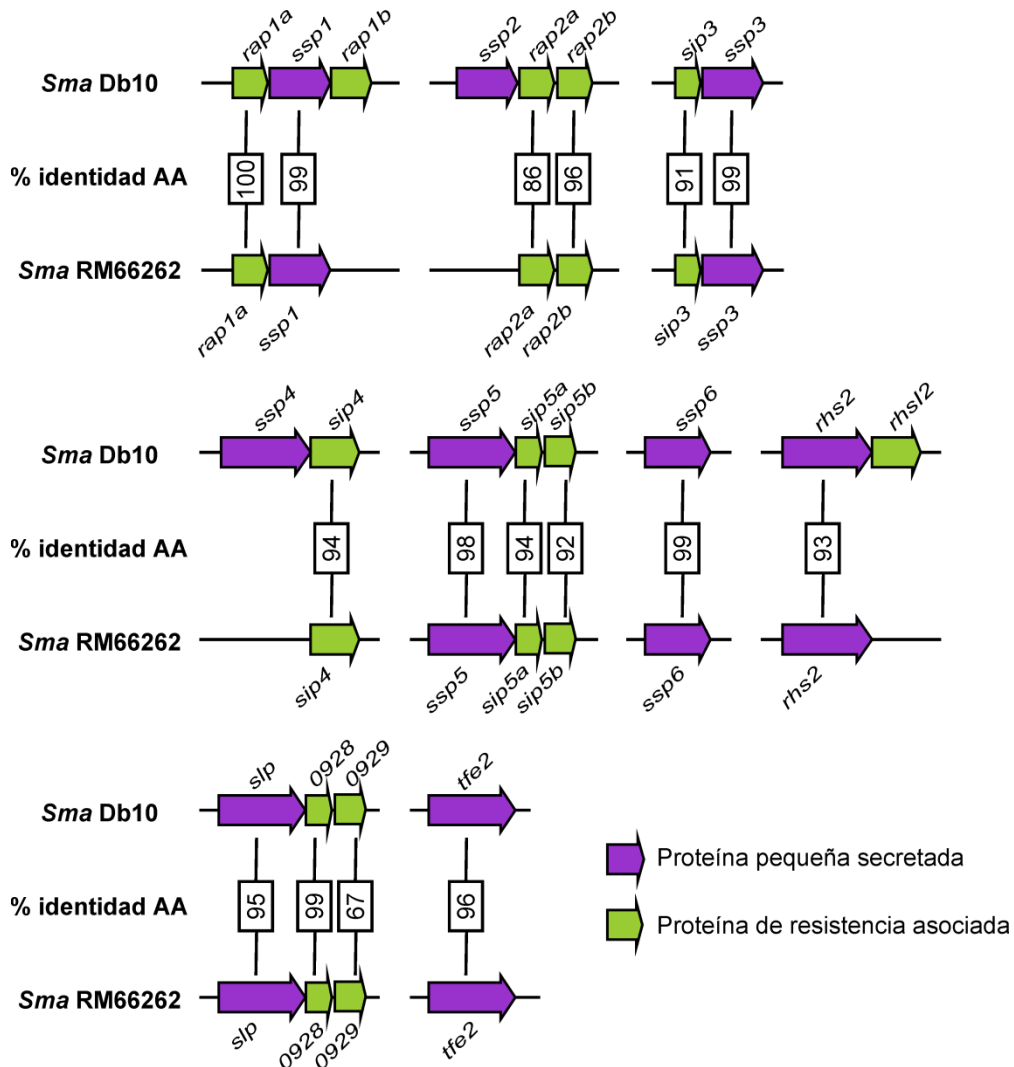 rap1a ssp1 rap1b ssp2 rap2a rap2b sip3 ssp3
Sma Db10
% identidad AA 100 99 86 96 91 99
Sma RM66262
rap1a ssp1 rap2a rap2b sip3 ssp3
ssp4 sip4 ssp5 sip5a sip5b ssp6 rhs2 rhsI2
Sma Db10
% identidad AA 94 98 94 92 99 93
Sma RM66262
sip4 ssp5 sip5a sip5b ssp6 rhs2
slp 0928 0929 tfe2
Sma Db10
Proteína pequeña secretada
% identidad AA 95 99 67 96
Proteína de resistencia asociada
Sma RM66262
slp 0928 0929 tfe2